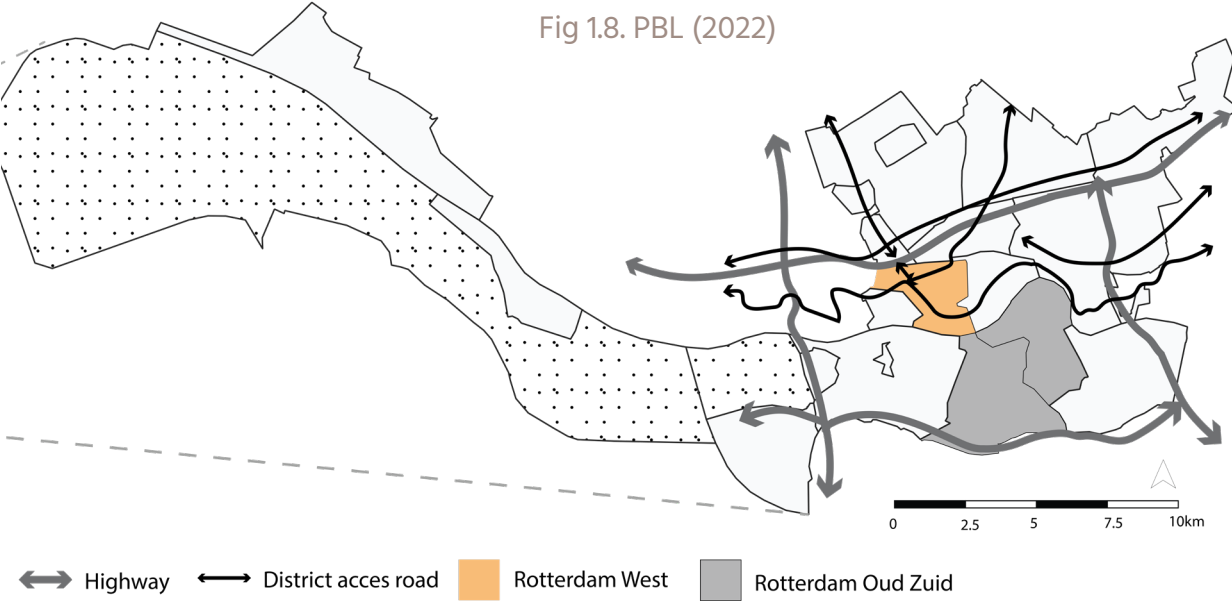 Fig 1.8. PBL (2022)
0 2.5 5 7.5 10km
Highway District acces road Rotterdam West Rotterdam Oud Zuid